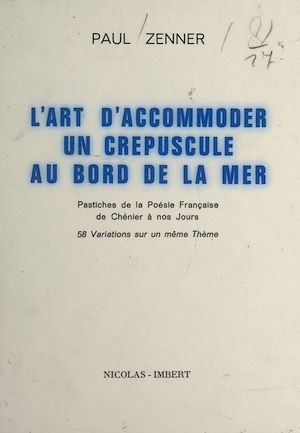 PAUL ZENNER
L'ART D'ACCOMMODER
UN CREPUSCULE
AU BORD DE LA MER
Pastiches de la Poésie Française
de Chénier à nos Jours
58 Variations sur un même Thème
NICOLAS - IMBERT